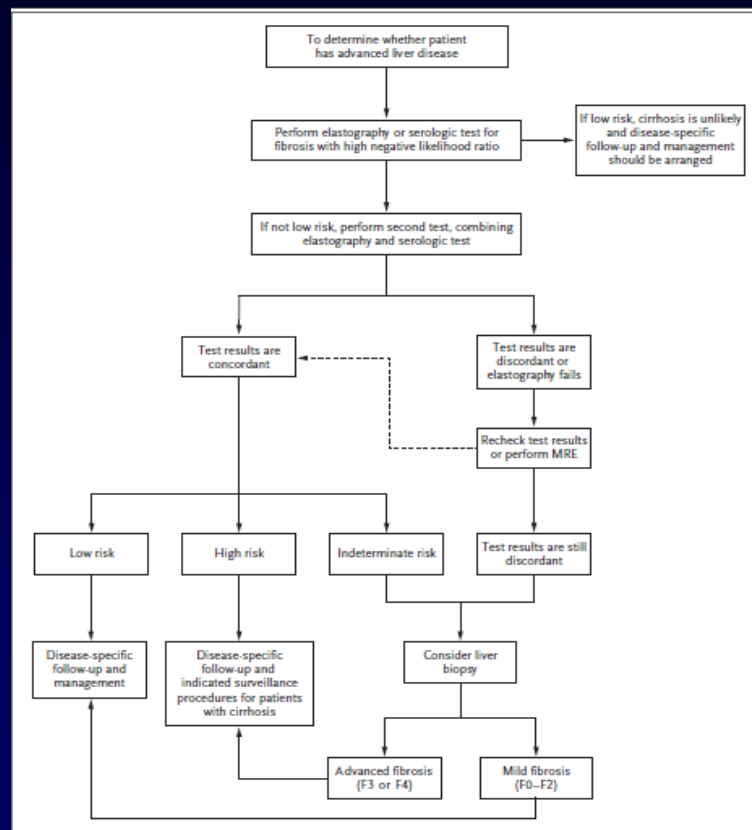 To determine whether patient
has advanced liver disease
Perform elastography or serologic test for
fibrosis with high negative likelihood ratio
If low risk, cirrhosis is unlikely
and disease-specific
follow-up and management
should be arranged
If not low risk, perform second test, combining
elastography and serologic test
Test results are
concordant
Test results are
discordant or
elastography fails
Recheck test results
or perform MRE
Low risk
High risk
Indeterminate risk
Test results are still
discordant
Disease-specific
follow-up and
management
Disease-specific
follow-up and
indicated surveillance
procedures for patients
with cirrhosis
Consider liver
biopsy
Advanced fibrosis
(F3 or F4)
Mild fibrosis
(F0–F2)